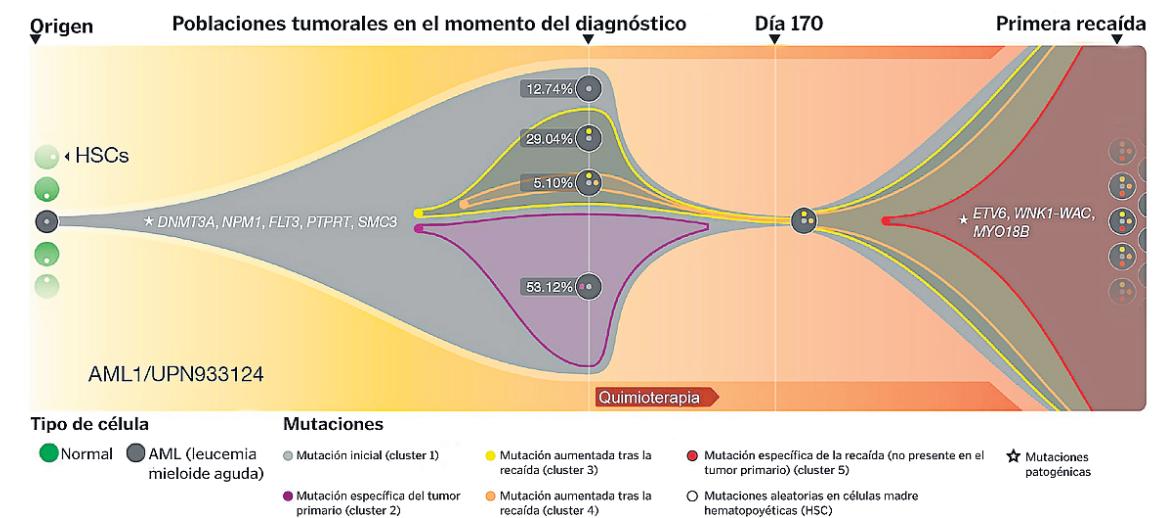 Origen
Poblaciones tumorales en el momento del diagnóstico
Día 170
Primera recaída
12.74%
29.04%
HSCs
5.10%
DNMT3A, NPM1, FLT3, PTPRT, SMC3
ETV6, WNK1-WAC,
MYO18B
53.12%
AML1/UPN933124
Quimioterapia
Tipo de célula
Normal
AML (leucemia
mieloide aguda)
Mutaciones
Mutación inicial (cluster 1)
Mutación específica del tumor
primario (cluster 2)
Mutación aumentada tras la
recaída (cluster 3)
Mutación aumentada tras la
recaída (cluster 4)
Mutación específica de la recaída (no presente en el
tumor primario) (cluster 5)
Mutaciones aleatorias en células madre
hematopoyéticas (HSC)
Mutaciones
patogénicas